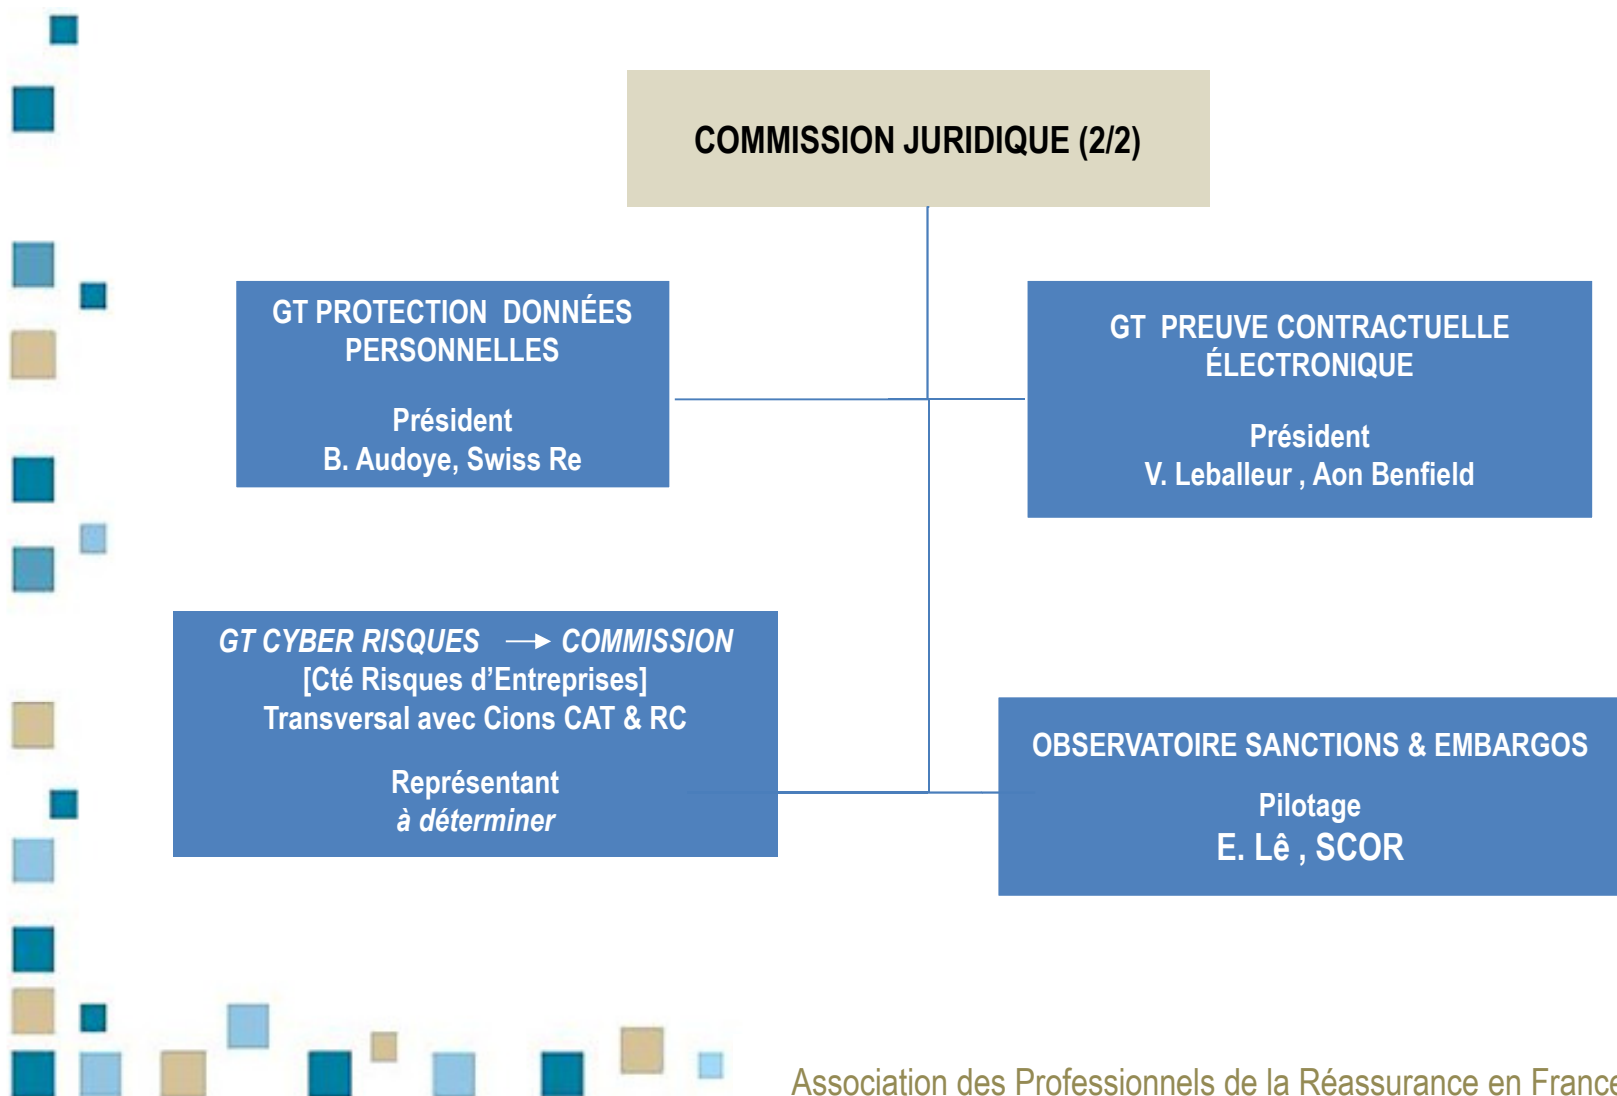 COMMISSION JURIDIQUE (2/2)
GT PROTECTION DONNÉES
PERSONNELLES
Président
B. Audoye, Swiss Re
GT PREUVE CONTRACTUELLE
ÉLECTRONIQUE
Président
V. Leballeur , Aon Benfield
GT CYBER RISQUES → COMMISSION
[Cté Risques d’Entreprises]
Transversal avec Cions CAT & RC
Représentant
à déterminer
OBSERVATOIRE SANCTIONS & EMBARGOS
Pilotage
E. Lê , SCOR
Association des Professionnels de la Réassurance en France